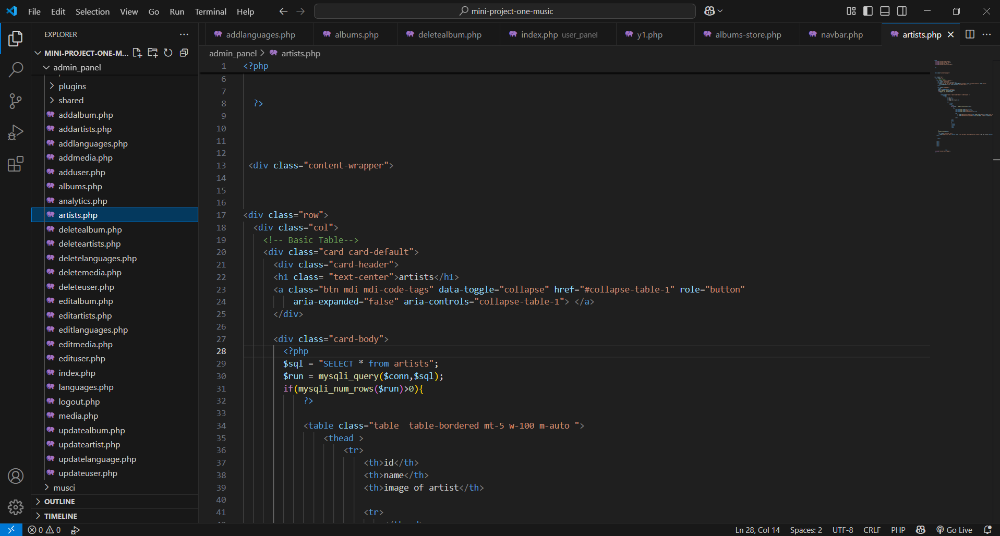 File Edit Selection View Go Run Terminal Help
mini-project-one-music
EXPLORER
MINI-PROJECT-ONE-M...
admin_panel
plugins
shared
addalbum.php
addartists.php
addlanguages.php
addmedia.php
adduser.php
albums.php
analytics.php
artists.php
deletealbum.php
deleteartists.php
deletelanguages.php
deletemedia.php
deleteuser.php
editalbum.php
editartists.php
editlanguages.php
editmedia.php
edituser.php
index.php
languages.php
logout.php
media.php
updatealbum.php
updateartist.php
updatelanguage.php
updateuser.php
musci
OUTLINE
TIMELINE
addlanguages.php albums.php deletealbum.php index.php user_panel y1.php albums-store.php navbar.php artists.php
admin_panel > artists.php
1 <?php
6
7
8 ?>
9
10
11
12
13 <div class="content-wrapper">
14
15
16
17 <div class="row">
18 <div class="col">
19 <!-- Basic Table-->
20 <div class="card card-default">
21 <div class="card-header">
22 <h1 class= "text-center">artists</h1>
23 <a class="btn mdi mdi-code-tags" data-toggle="collapse" href="#collapse-table-1" role="button"
24 aria-expanded="false" aria-controls="collapse-table-1"> </a>
25 </div>
26
27 <div class="card-body">
28 <?php
29 $sql = "SELECT * from artists";
30 $run = mysqli_query($conn,$sql);
31 if(mysqli_num_rows($run)>0){
32 ?>
33
34 <table class="table  table-bordered mt-5 w-100 m-auto ">
35 <thead >
36 <tr>
37 <th>id</th>
38 <th>name</th>
39 <th>image of artist</th>
40
41 <tr>
0 0
Ln 28, Col 14 Spaces: 2 UTF-8 CRLF PHP Go Live